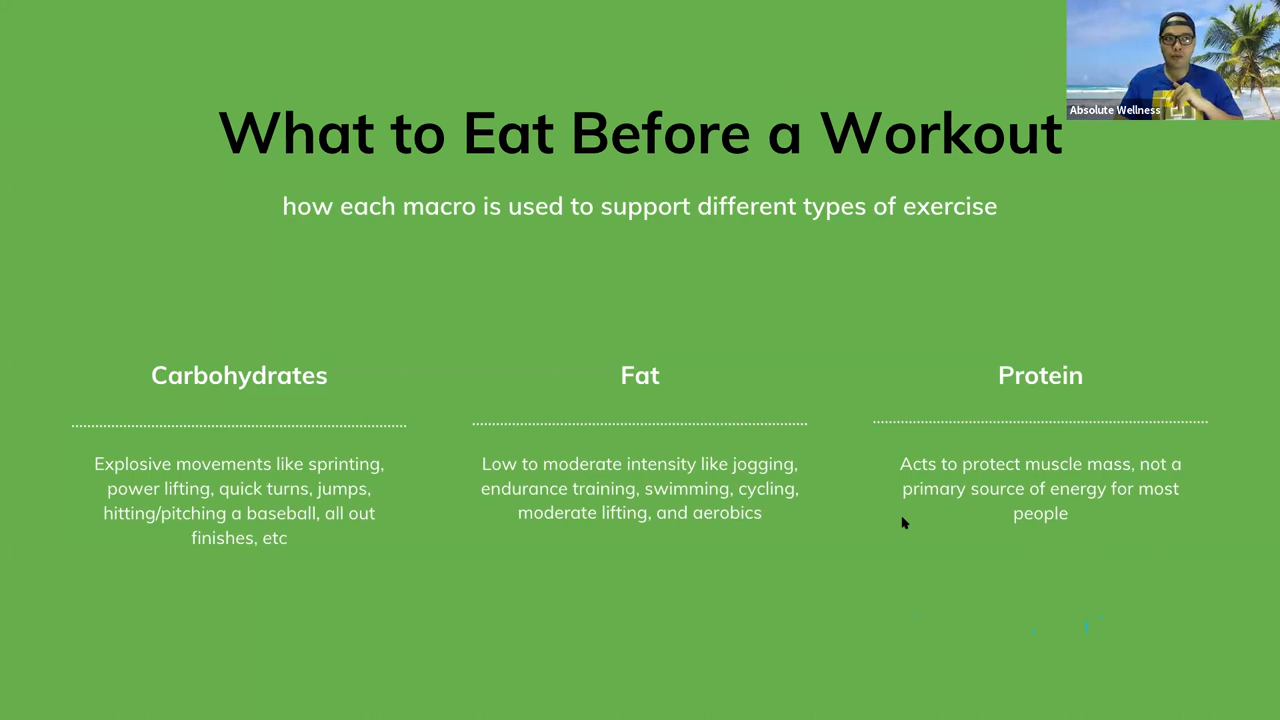 Absolute Wellness
What to Eat Before a Workout
how each macro is used to support different types of exercise
Carbohydrates
Explosive movements like sprinting,
power lifting, quick turns, jumps,
hitting/pitching a baseball, all out
finishes, etc
Fat
Low to moderate intensity like jogging,
endurance training, swimming, cycling,
moderate lifting, and aerobics
Protein
Acts to protect muscle mass, not a
primary source of energy for most
people